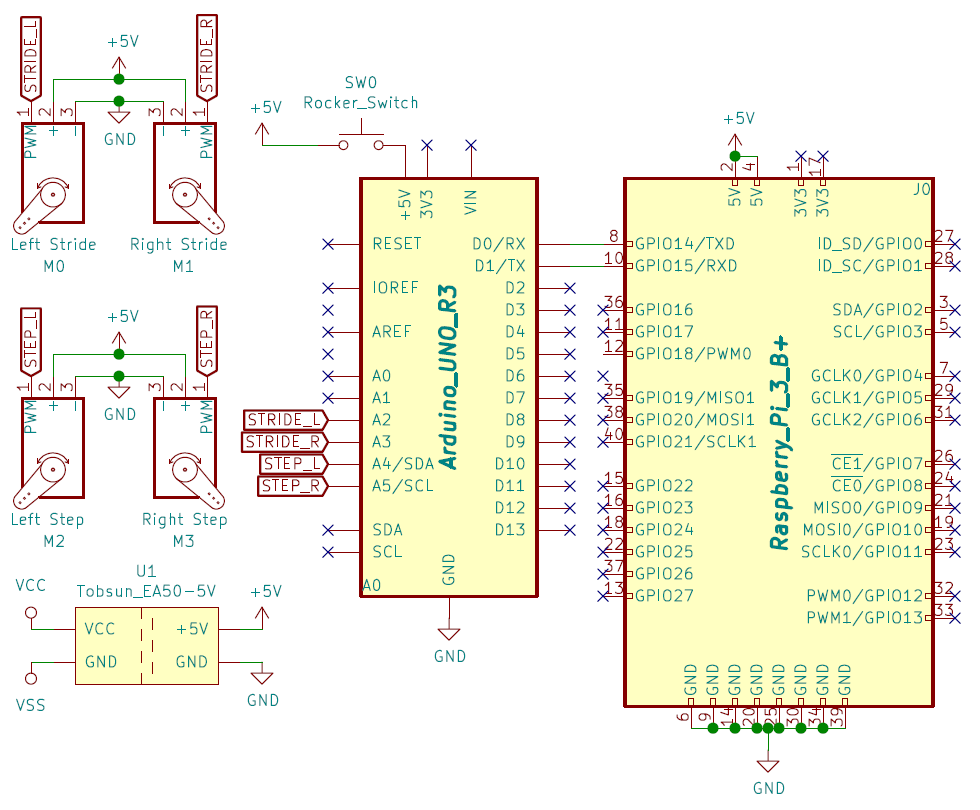 STRIDE_L
STRIDE_R
+5V
GND
1
2
3
3
2
1
PWM
+
-
-
+
PWM
Left Stride
M0
Right Stride
M1
STEP_L
STEP_R
+5V
GND
1
2
3
3
2
1
PWM
+
-
-
+
PWM
Left Step
M2
Right Step
M3
U1
Tobsun_EA50-5V
VCC
VSS
VCC
GND
+5V
GND
+5V
GND
SW0
Rocker_Switch
+5V
+5V
3V3
VIN
RESET
IOREF
AREF
A0
A1
A2
A3
A4/SDA
A5/SCL
SDA
SCL
STRIDE_L
STRIDE_R
STEP_L
STEP_R
Arduino_UNO_R3
D0/RX
D1/TX
D2
D3
D4
D5
D6
D7
D8
D9
D10
D11
D12
D13
GND
A0
GND
+5V
2
4
1
17
5V
5V
3V3
3V3
J0
Raspberry_Pi_3_B+
8 GPIO14/TXD
10 GPIO15/RXD
36 GPIO16
11 GPIO17
12 GPIO18/PWM0
35 GPIO19/MISO1
38 GPIO20/MOSI1
40 GPIO21/SCLK1
15 GPIO22
16 GPIO23
18 GPIO24
22 GPIO25
37 GPIO26
13 GPIO27
ID_SD/GPIO0 27
ID_SC/GPIO1 28
SDA/GPIO2 3
SCL/GPIO3 5
GCLK0/GPIO4 7
GCLK1/GPIO5 29
GCLK2/GPIO6 31
CE1/GPIO7 26
CE0/GPIO8 24
MISO0/GPIO9 21
MOSI0/GPIO10 19
SCLK0/GPIO11 23
PWM0/GPIO12 32
PWM1/GPIO13 33
GND
GND
GND
GND
GND
GND
GND
GND
6
9
14
20
25
30
34
39
GND